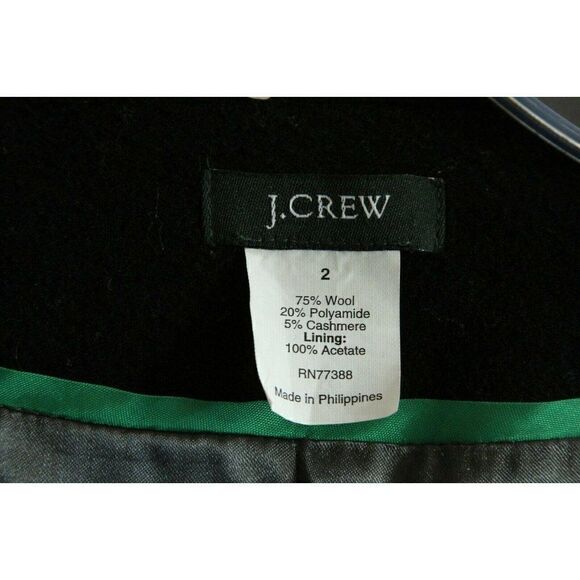 J.CREW
2
75% Wool
20% Polyamide
5% Cashmere
Lining:
100% Acetate
RN77388
Made in Philippines